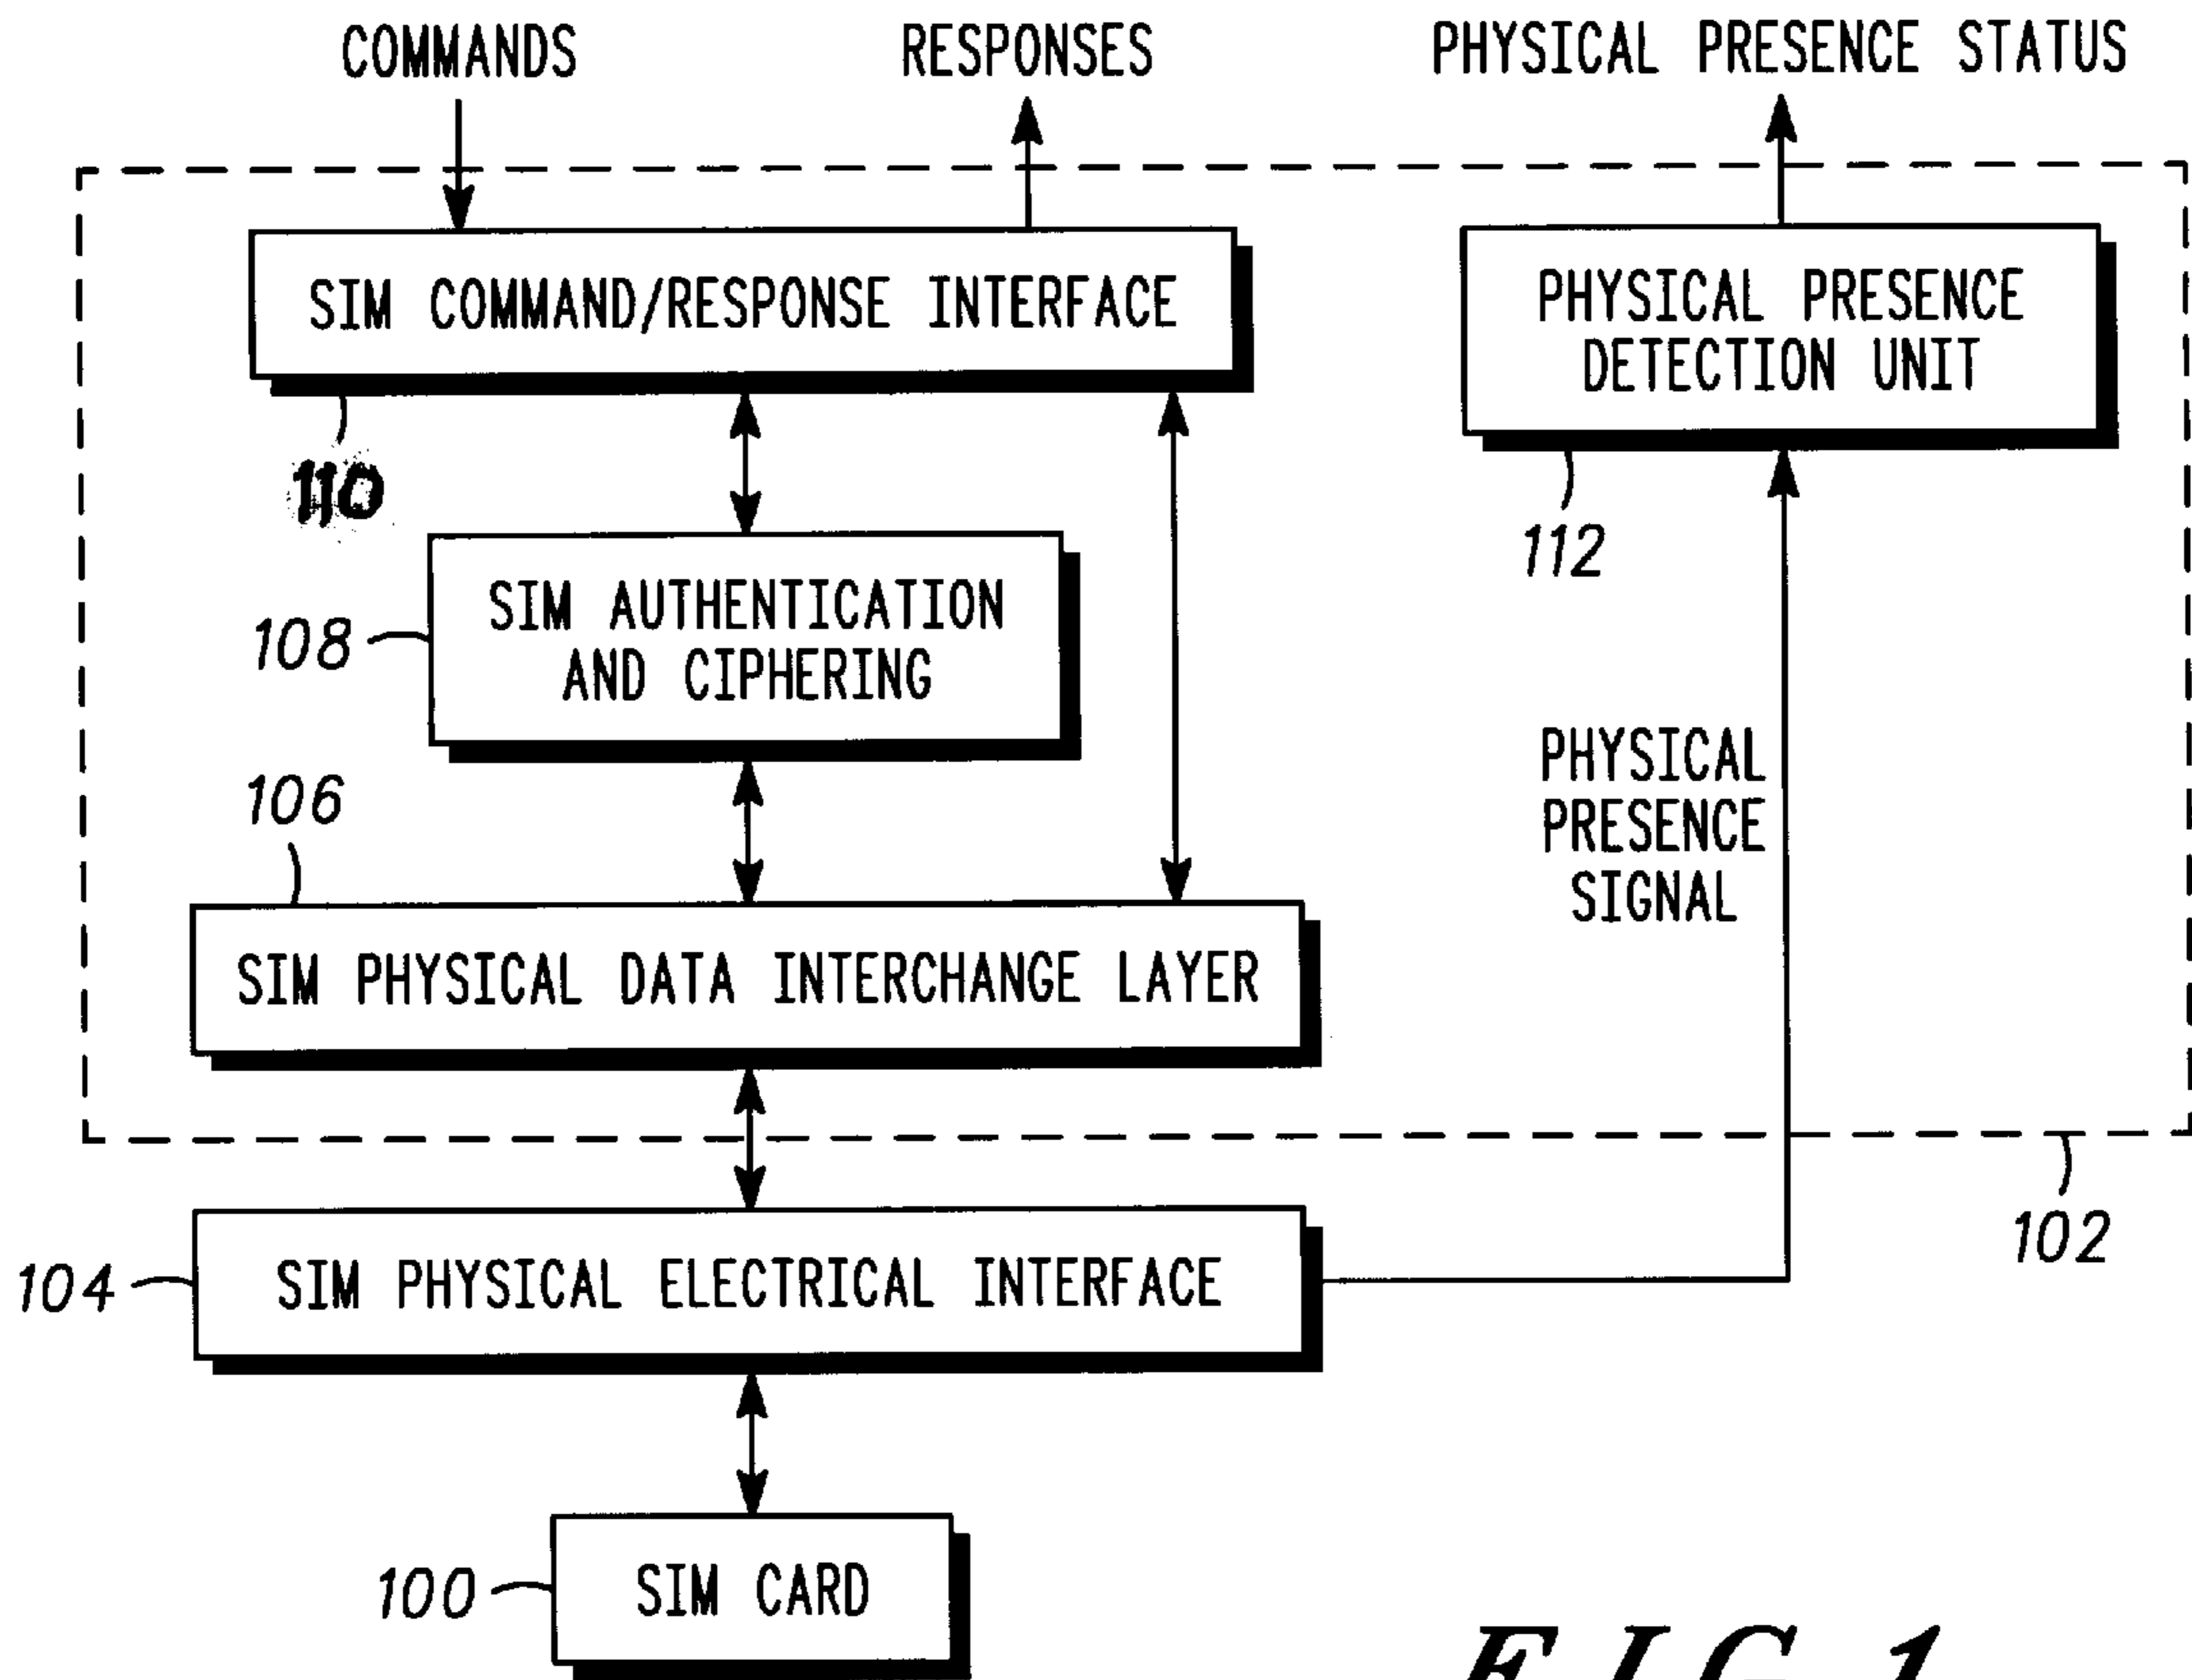 COMMANDS
RESPONSES
PHYSICAL PRESENCE STATUS
SIM COMMAND/RESPONSE INTERFACE
PHYSICAL PRESENCE
DETECTION UNIT
110
112
SIM AUTHENTICATION
AND CIPHERING
108
PHYSICAL
PRESENCE
SIGNAL
106
SIM PHYSICAL DATA INTERCHANGE LAYER
102
104
SIM PHYSICAL ELECTRICAL INTERFACE
100
SIM CARD
FIG. 1